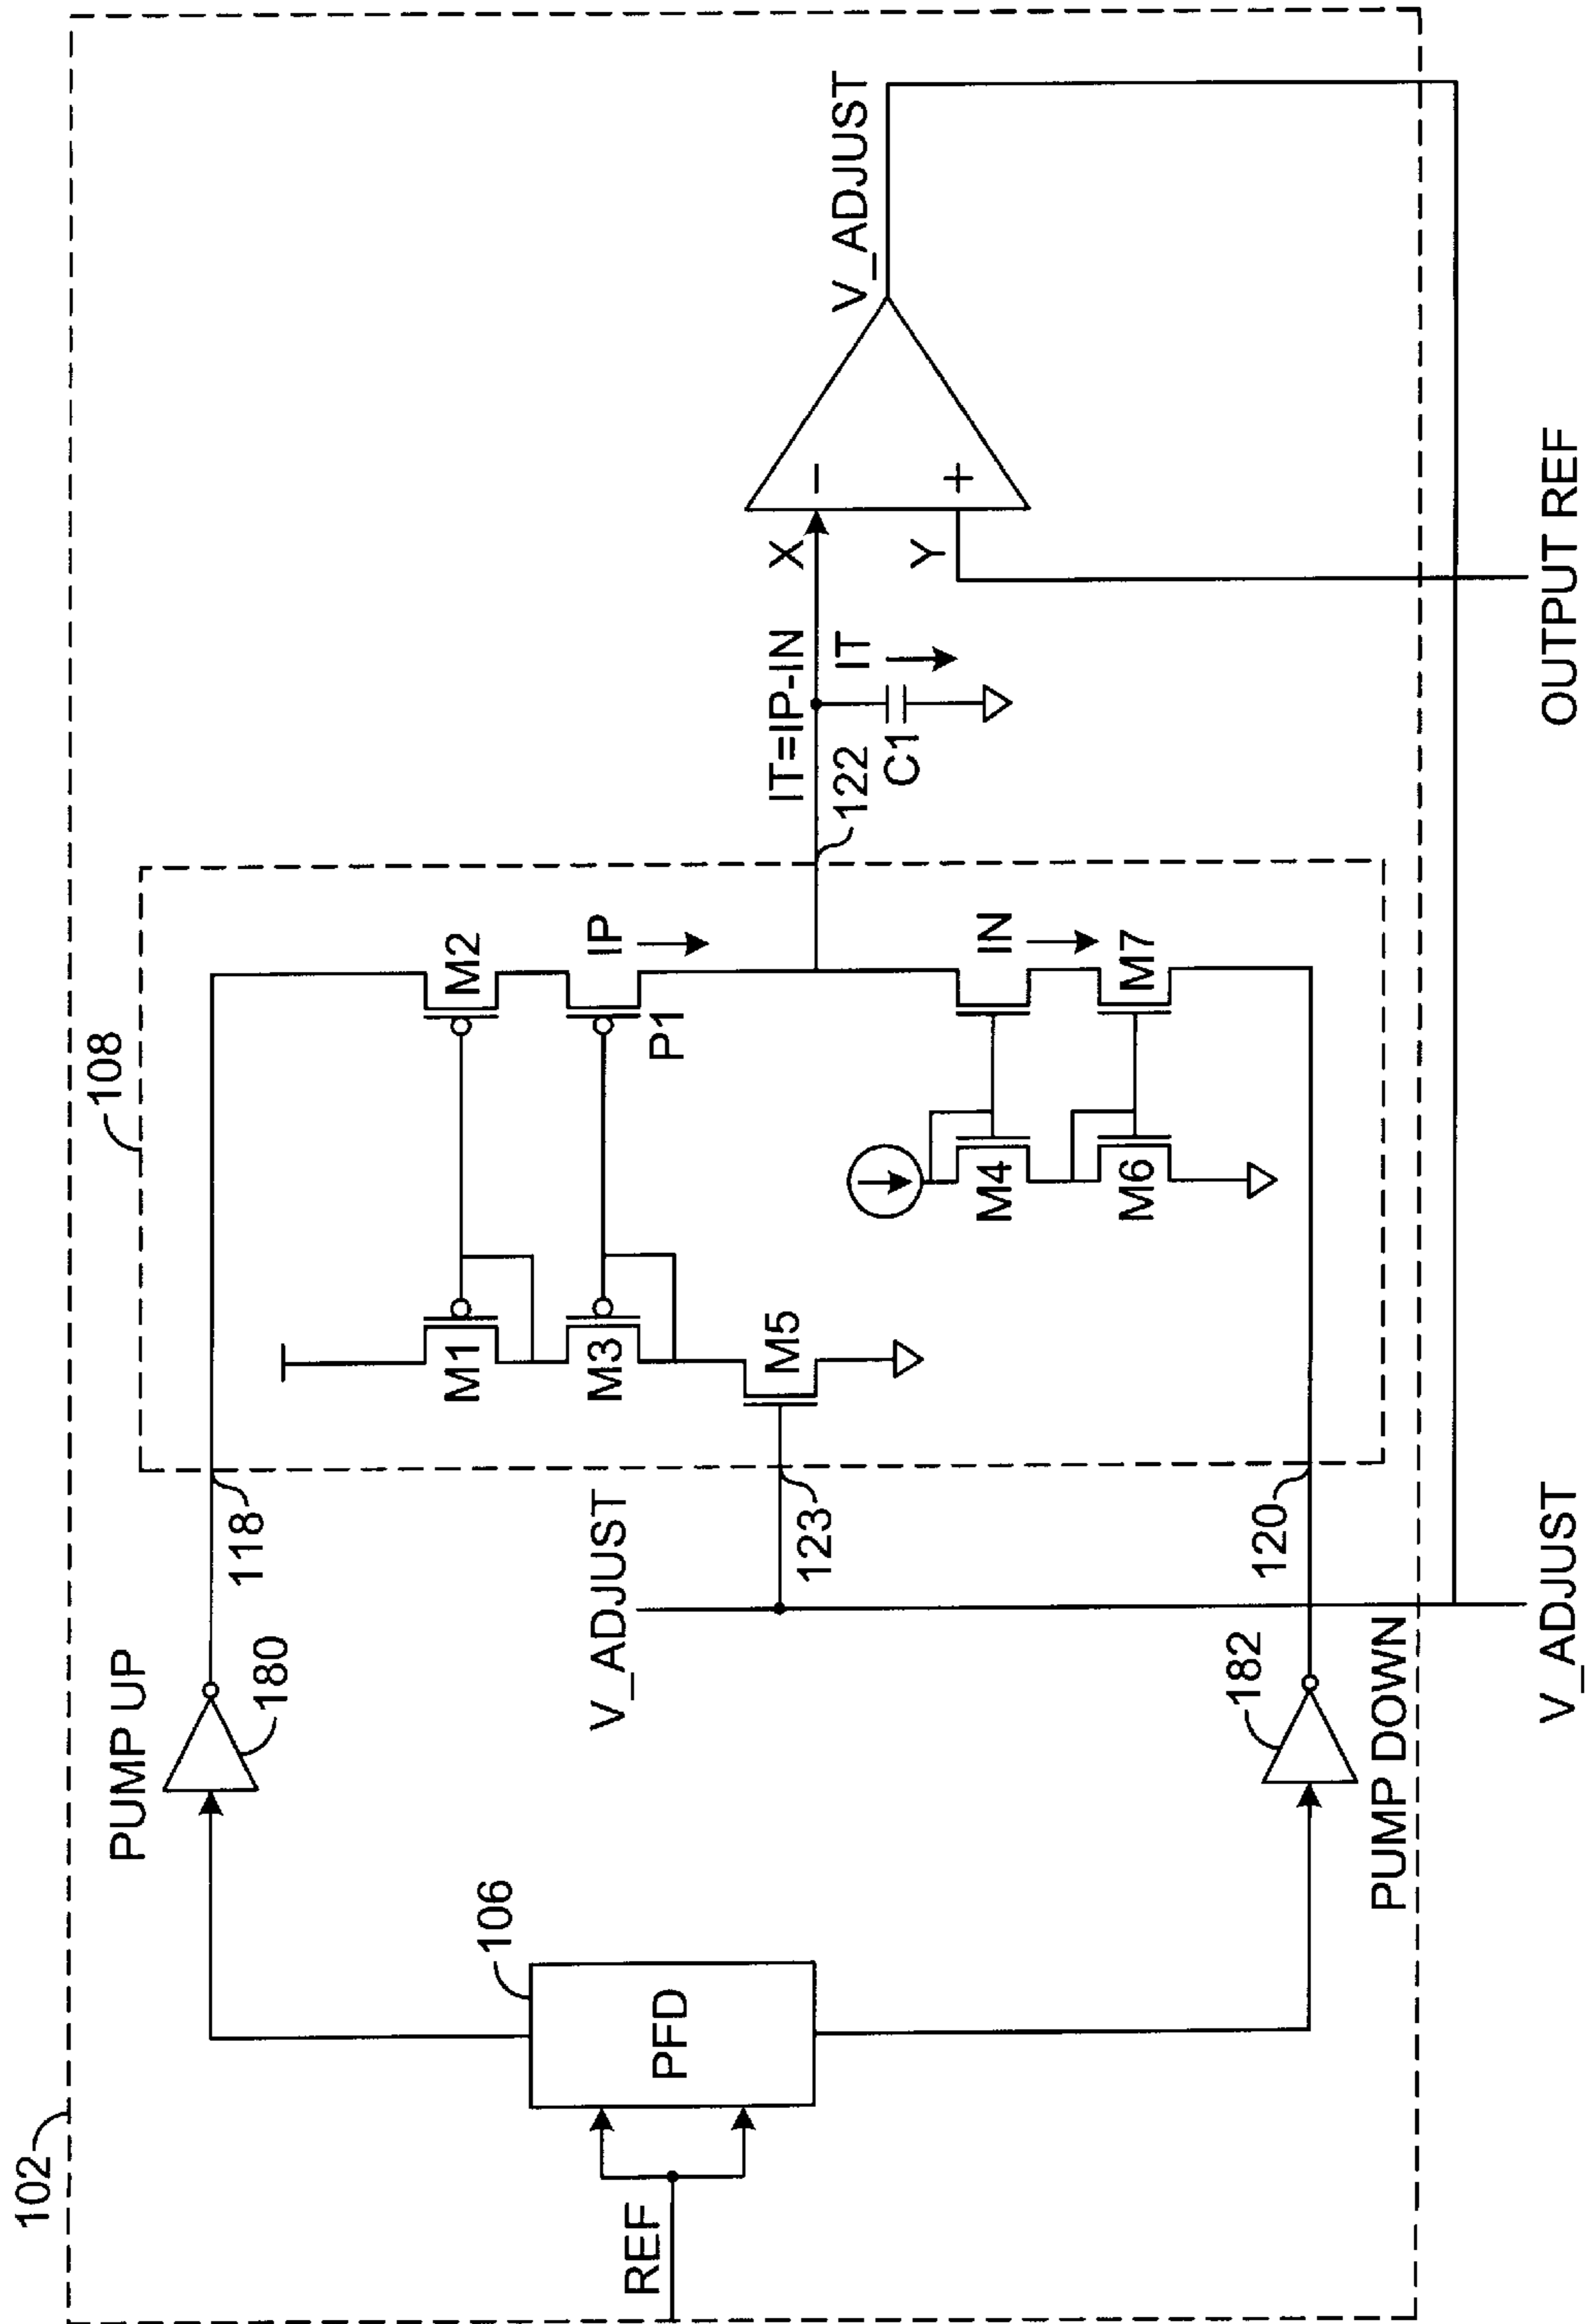 102
REF
PFD
106
PUMP UP
180
118
PUMP DOWN
182
120
V_ADJUST
123
V_ADJUST
108
M1
M2
M3
P1
IP
M5
M4
IN
M6
M7
122
IT=IP-IN
IT
C1
X
Y
−
+
V_ADJUST
OUTPUT REF